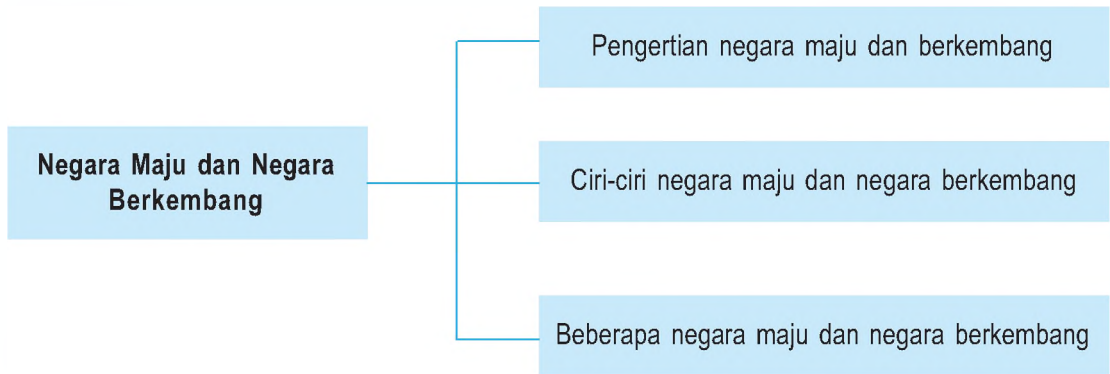 Pengertian negara maju dan berkembang
Negara Maju dan Negara
Berkembang
Ciri-ciri negara maju dan negara berkembang
Beberapa negara maju dan negara berkembang